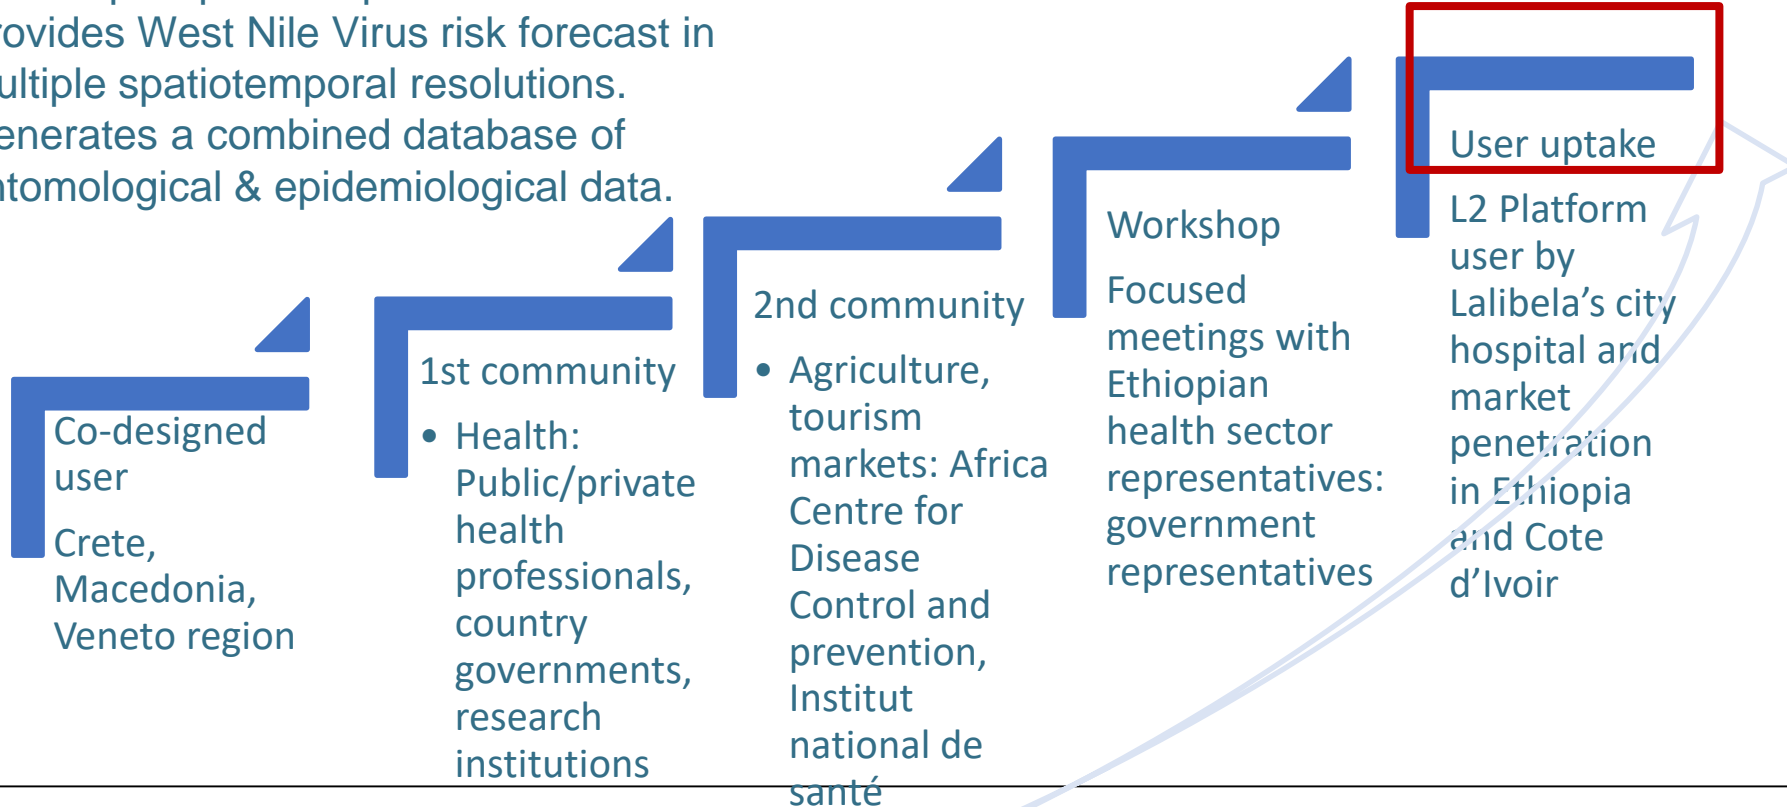 rovides West Nile Virus risk forecast in
ultiple spatiotemporal resolutions.
enerates a combined database of
ntomological & epidemiological data.
Co-designed
user
Crete,
Macedonia,
Veneto region
1st community
• Health:
Public/private
health
professionals,
country
governments,
research
institutions
2nd community
• Agriculture,
tourism
markets: Africa
Centre for
Disease
Control and
prevention,
Institut
national de
santé
Workshop
Focused
meetings with
Ethiopian
health sector
representatives:
government
representatives
User uptake
L2 Platform
user by
Lalibela’s city
hospital and
market
penetration
in Ethiopia
and Cote
d’Ivoir